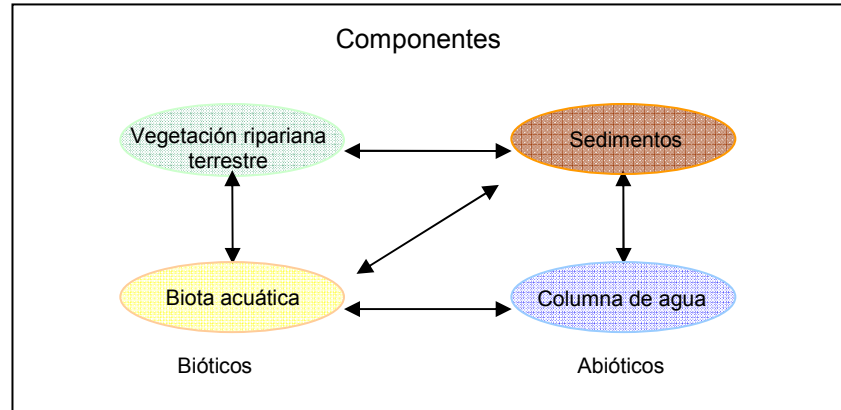 Componentes
Vegetación ripariana
terrestre
Sedimentos
Biota acuática
Columna de agua
Bióticos
Abióticos